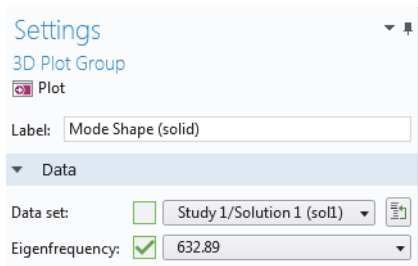 Settings
3D Plot Group
Plot
Label: Mode Shape (solid)
Data
Data set: Study 1/Solution 1 (sol1)
Eigenfrequency: 632.89